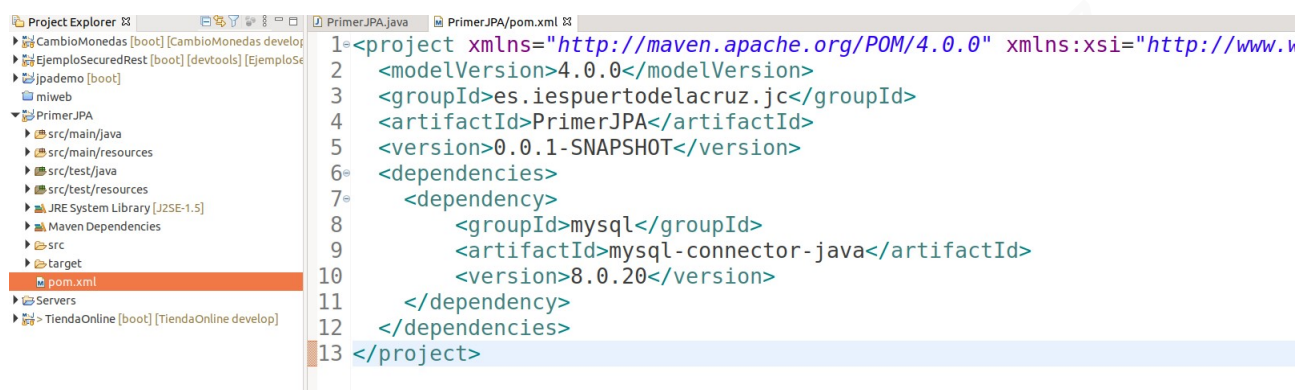 Project Explorer
CambioMonedas [boot] [CambioMonedas develop
EjemploSecuredRest [boot] [devtools] [EjemploSe
jpademo [boot]
miweb
PrimerJPA
src/main/java
src/main/resources
src/test/java
src/test/resources
JRE System Library [J2SE-1.5]
Maven Dependencies
src
target
pom.xml
Servers
> TiendaOnline [boot] [TiendaOnline develop]
PrimerJPA.java PrimerJPA/pom.xml
1 <project xmlns="http://maven.apache.org/POM/4.0.0" xmlns:xsi="http://www.w
2 <modelVersion>4.0.0</modelVersion>
3 <groupId>es.iespuertodelacruz.jc</groupId>
4 <artifactId>PrimerJPA</artifactId>
5 <version>0.0.1-SNAPSHOT</version>
6 <dependencies>
7 <dependency>
8 <groupId>mysql</groupId>
9 <artifactId>mysql-connector-java</artifactId>
10 <version>8.0.20</version>
11 </dependency>
12 </dependencies>
13 </project>